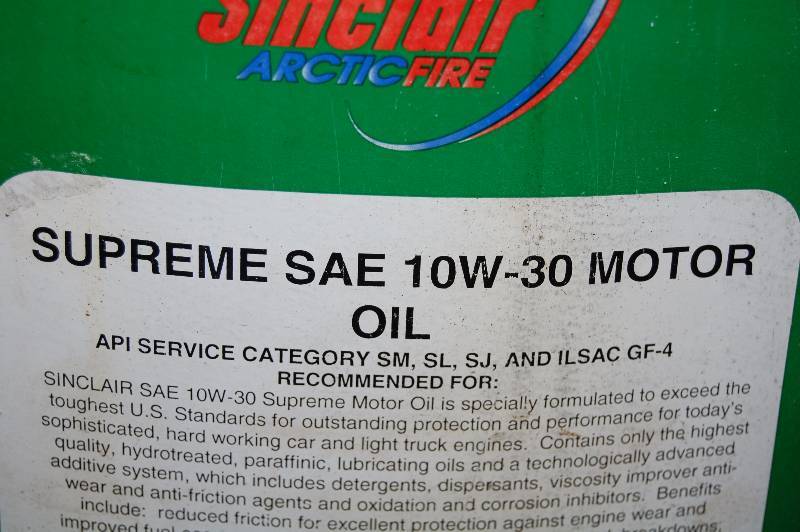 Sinclair
ARCTICFIRE
SUPREME SAE 10W-30 MOTOR
OIL
API SERVICE CATEGORY SM, SL, SJ, AND ILSAC GF-4
RECOMMENDED FOR:
SINCLAIR SAE 10W-30 Supreme Motor Oil is specially formulated to exceed the
toughest U.S. Standards for outstanding protection and performance for today's
sophisticated, hard working car and light truck engines. Contains only the highest
quality, hydrotreated, paraffinic, lubricating oils and a technologically advanced
additive system, which includes detergents, dispersants, viscosity improver anti-
wear and anti-friction agents and oxidation and corrosion inhibitors. Benefits
include: reduced friction for excellent protection against engine wear and
improved fuel breakdowns,